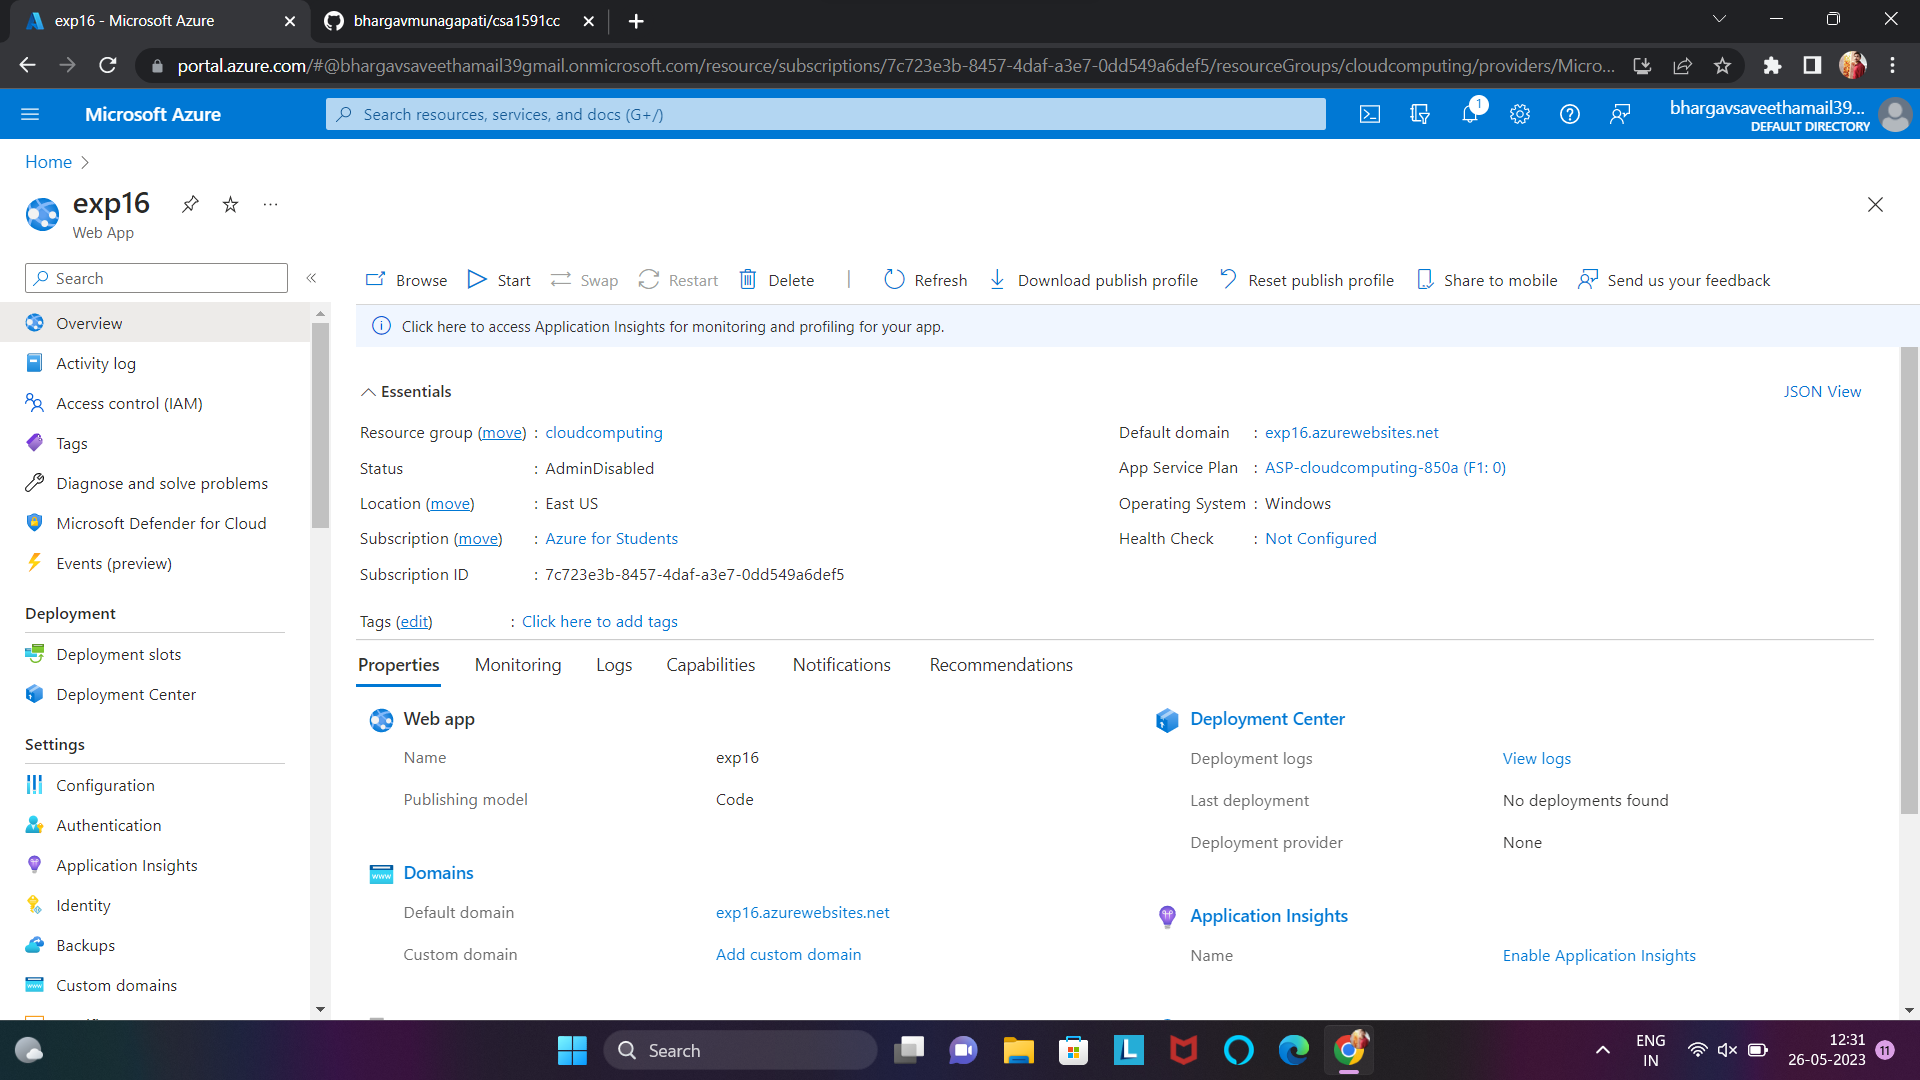 exp16 - Microsoft Azure
bhargavmunagapati/csa1591cc
portal.azure.com/#@bhargavsaveethamail39gmail.onmicrosoft.com/resource/subscriptions/7c723e3b-8457-4daf-a3e7-0dd549a6def5/resourceGroups/cloudcomputing/providers/Micro...
Microsoft Azure
Search resources, services, and docs (G+/)
1
bhargavsaveethamail39...
DEFAULT DIRECTORY
Home
exp16
Web App
Search
Browse
Start
Swap
Restart
Delete
Refresh
Download publish profile
Reset publish profile
Share to mobile
Send us your feedback
Click here to access Application Insights for monitoring and profiling for your app.
Overview
Activity log
Access control (IAM)
Tags
Diagnose and solve problems
Microsoft Defender for Cloud
Events (preview)
Deployment
Deployment slots
Deployment Center
Settings
Configuration
Authentication
Application Insights
Identity
Backups
Custom domains
Essentials
JSON View
Resource group (move) : cloudcomputing
Status : AdminDisabled
Location (move) : East US
Subscription (move) : Azure for Students
Subscription ID : 7c723e3b-8457-4daf-a3e7-0dd549a6def5
Tags (edit) : Click here to add tags
Default domain : exp16.azurewebsites.net
App Service Plan : ASP-cloudcomputing-850a (F1: 0)
Operating System : Windows
Health Check : Not Configured
Properties
Monitoring
Logs
Capabilities
Notifications
Recommendations
Web app
Name exp16
Publishing model Code
Domains
Default domain exp16.azurewebsites.net
Custom domain Add custom domain
Deployment Center
Deployment logs View logs
Last deployment No deployments found
Deployment provider None
Application Insights
Name Enable Application Insights
Search
ENG
IN
12:31
26-05-2023
11